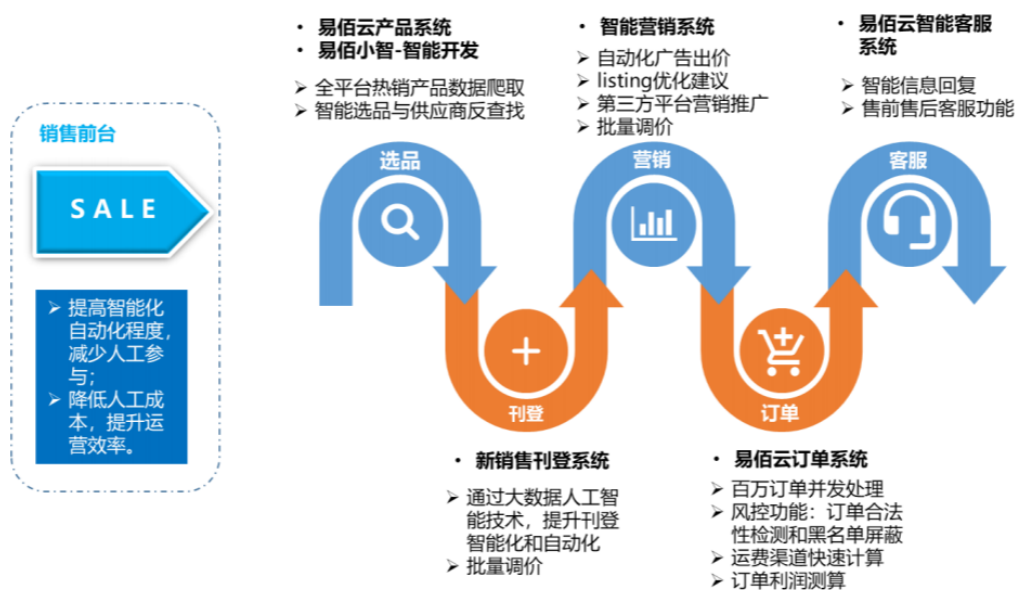 销售前台
SALE
➢ 提高智能化
自动化程度，
减少人工参
与；
➢ 降低人工成
本，提升运
营效率。
• 易佰云产品系统
• 易佰小智-智能开发
➢ 全平台热销产品数据爬取
➢ 智能选品与供应商反查找
选品
• 新销售刊登系统
➢ 通过大数据人工智
能技术，提升刊登
智能化和自动化
➢ 批量调价
刊登
• 智能营销系统
➢ 自动化广告出价
➢ listing优化建议
➢ 第三方平台营销推广
➢ 批量调价
营销
• 易佰云订单系统
➢ 百万订单并发处理
➢ 风控功能：订单合法
性检测和黑名单屏蔽
➢ 运费渠道快速计算
➢ 订单利润测算
订单
• 易佰云智能客服
系统
➢ 智能信息回复
➢ 售前售后客服功能
客服